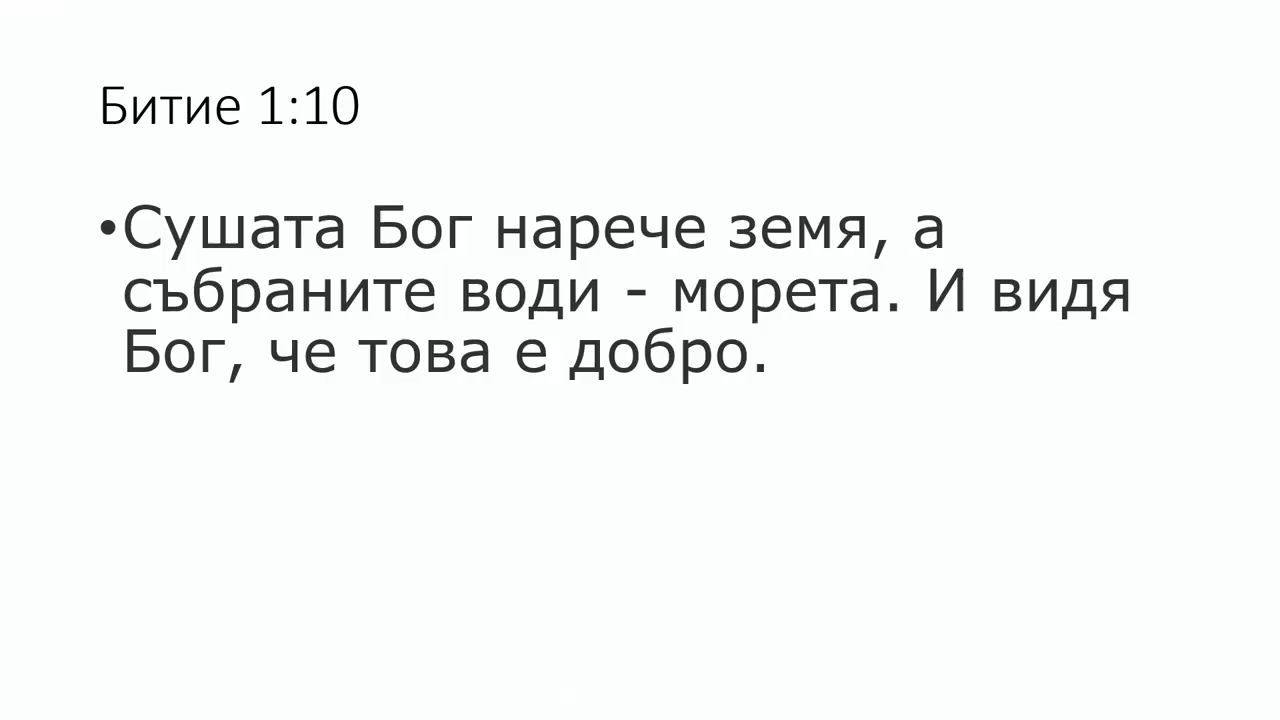 Битие 1:10
•Сушата Бог нарече земя, а
събраните води - морета. И видя
Бог, че това е добро.